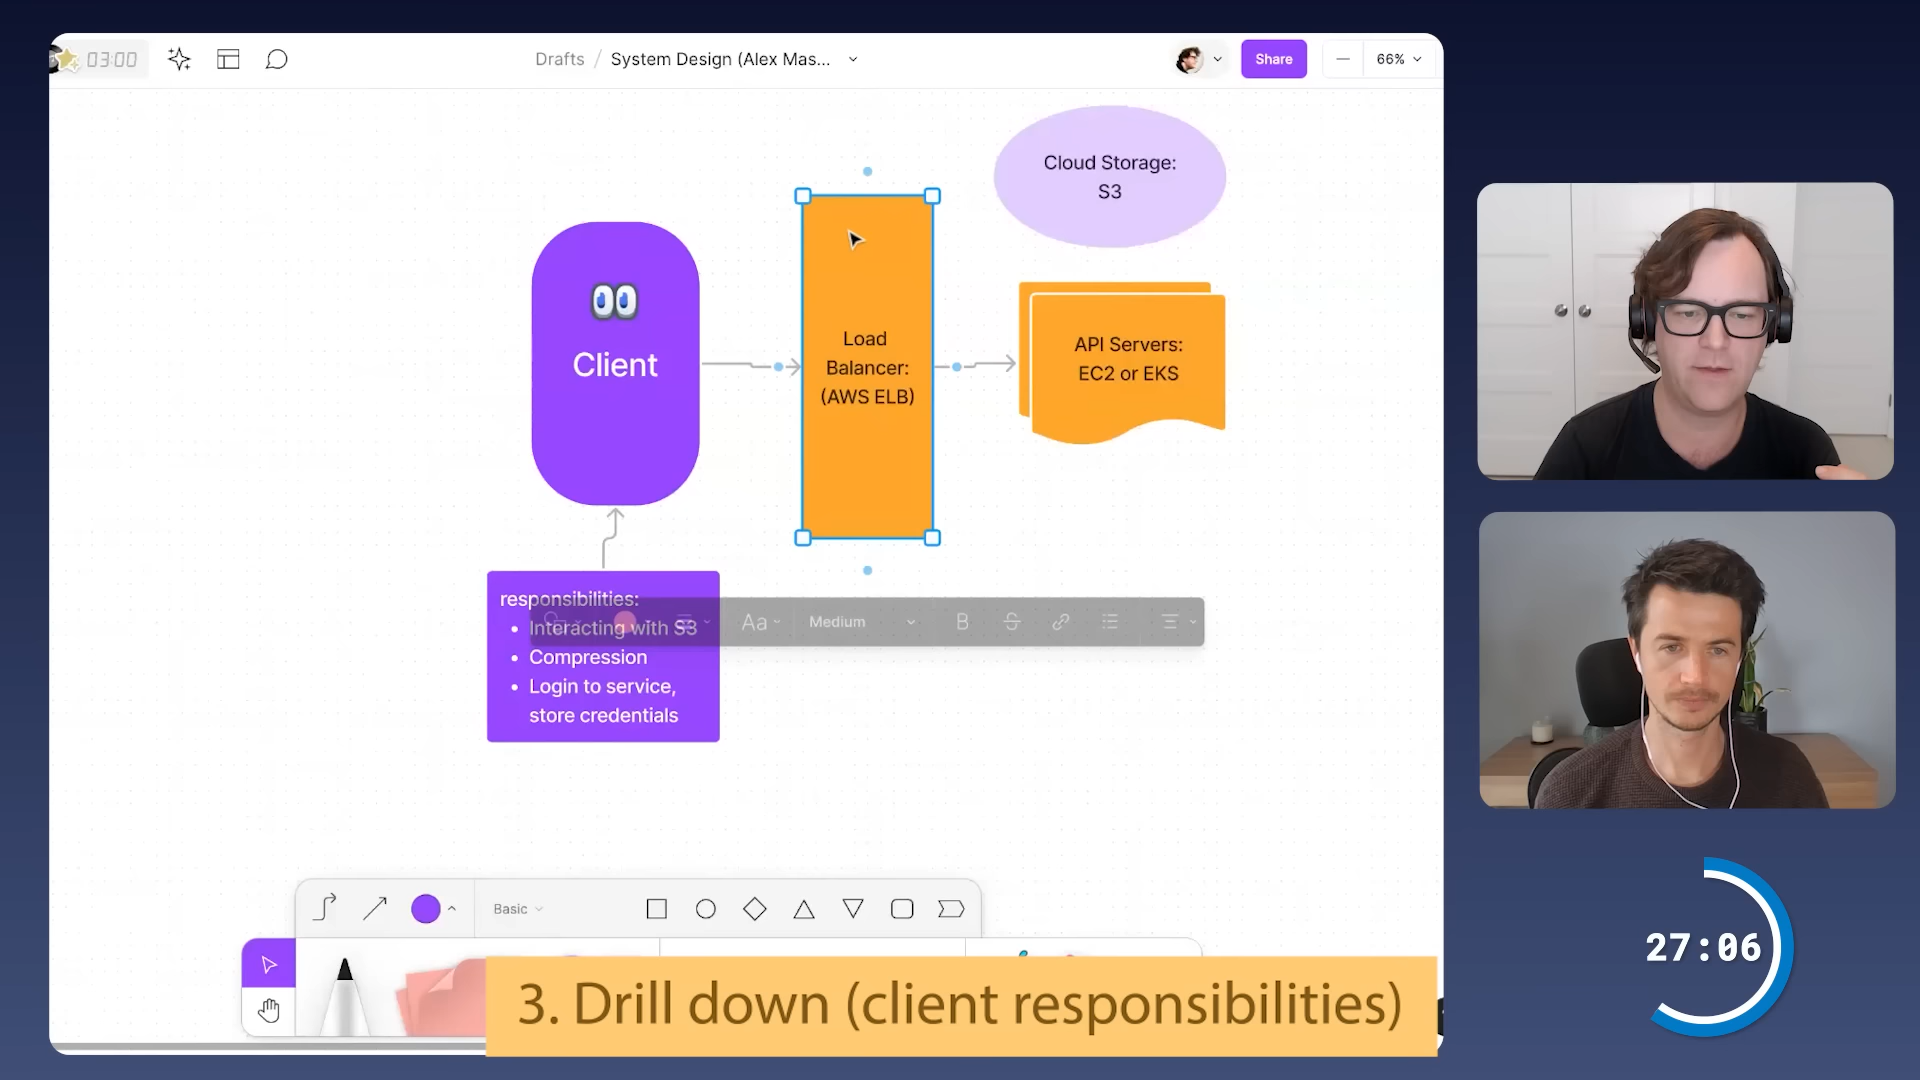 03:00
Drafts / System Design (Alex Mas...
Share
66%
Cloud Storage:
S3
Client
Load
Balancer:
(AWS ELB)
API Servers:
EC2 or EKS
responsibilities:
• Interacting with S3
• Compression
• Login to service,
store credentials
Aa
Medium
B
S
Basic
3. Drill down (client responsibilities)
27:06